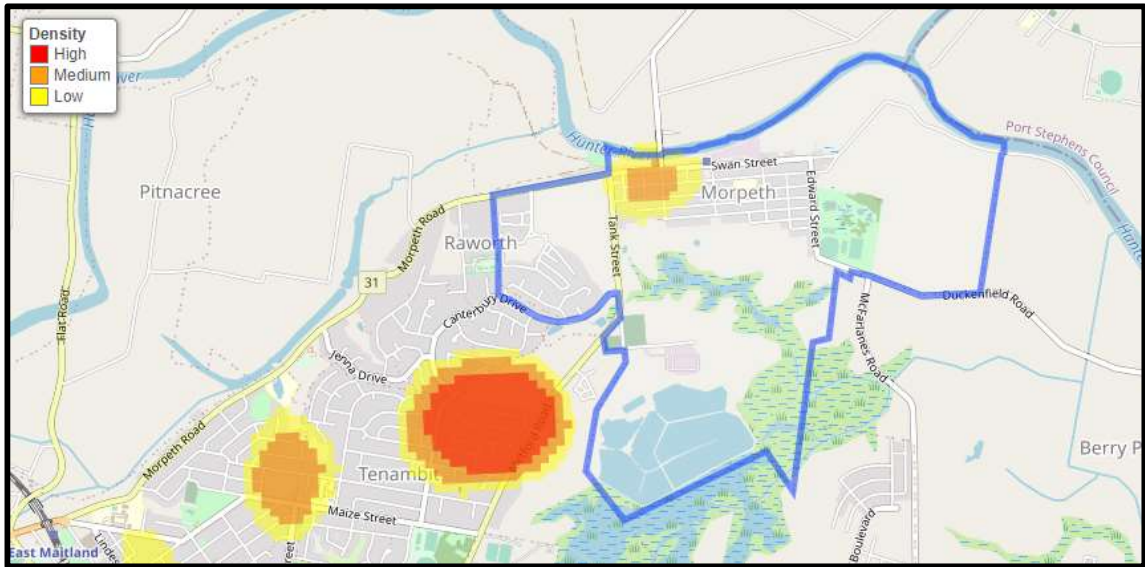 Density
High
Medium
Low
Pitnacree
Flat Road
Morpeth Road
31
Raworth
Morpeth Road
Jenna Drive
Canterbury Drive
Tenambit
Maize Street
East Maitland
Hunter
Swan Street
Morpeth
Tank Street
Edward Street
Port Stephens Council
Duckenfield Road
McFarlanes Road
Berry P
Boulevard